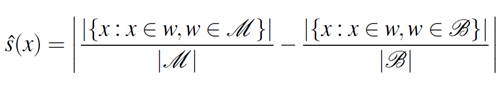 ŝ(x) = | |{x : x ∈ w, w ∈ ℳ}| / |ℳ| − |{x : x ∈ w, w ∈ ℬ}| / |ℬ| |